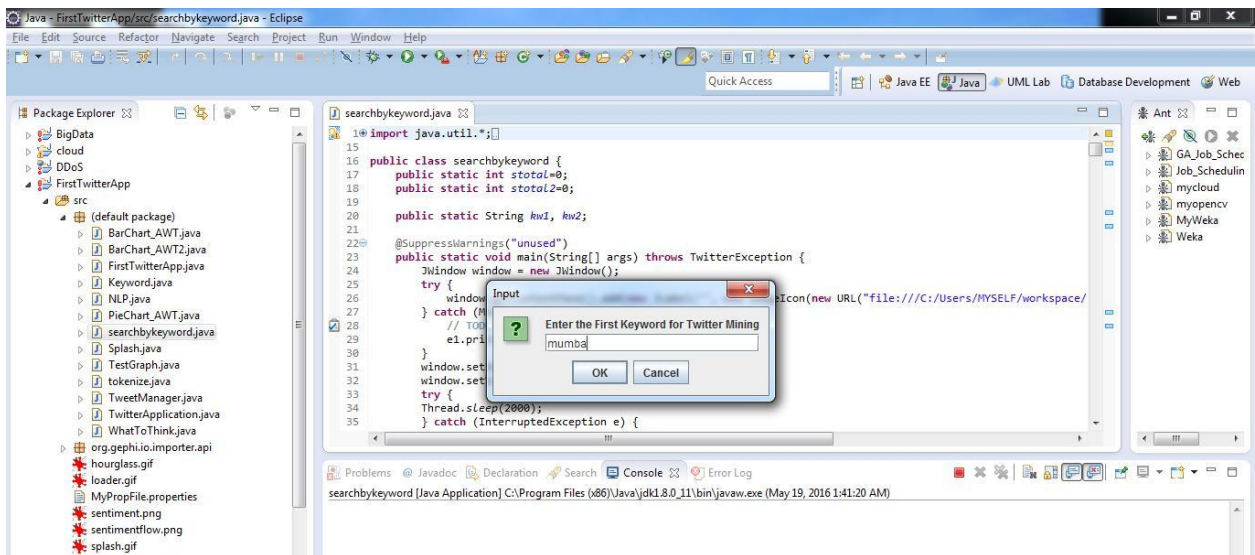 Java - FirstTwitterApp/src/searchbykeyword.java - Eclipse
File Edit Source Refactor Navigate Search Project Run Window Help
Quick Access
Java EE Java UML Lab Database Development Web
Package Explorer
BigData
cloud
DDoS
FirstTwitterApp
src
(default package)
BarChart_AWT.java
BarChart_AWT2.java
FirstTwitterApp.java
Keyword.java
NLP.java
PieChart_AWT.java
searchbykeyword.java
Splash.java
TestGraph.java
tokenize.java
TweetManager.java
TwitterApplication.java
WhatToThink.java
org.gephi.io.importer.api
hourglass.gif
loader.gif
MyPropFile.properties
sentiment.png
sentimentflow.png
splash.gif
searchbykeyword.java
1 import java.util.*;
15
16 public class searchbykeyword {
17 public static int stotal=0;
18 public static int stotal2=0;
19
20 public static String kw1, kw2;
21
22 @SuppressWarnings("unused")
23 public static void main(String[] args) throws TwitterException {
24 JWindow window = new JWindow();
25 try {
26 window eIcon(new URL("file:///C:/Users/MYSELF/workspace/
27 } catch (M
28 // TOD
29 e1.pri
30 }
31 window.set
32 window.set
33 try {
34 Thread.sleep(2000);
35 } catch (InterruptedException e) {
Input
Enter the First Keyword for Twitter Mining
mumba
OK Cancel
Ant
GA_Job_Sched
Job_Schedulin
mycloud
myopencv
MyWeka
Weka
Problems @ Javadoc Declaration Search Console Error Log
searchbykeyword [Java Application] C:\Program Files (x86)\Java\jdk1.8.0_11\bin\javaw.exe (May 19, 2016 1:41:20 AM)